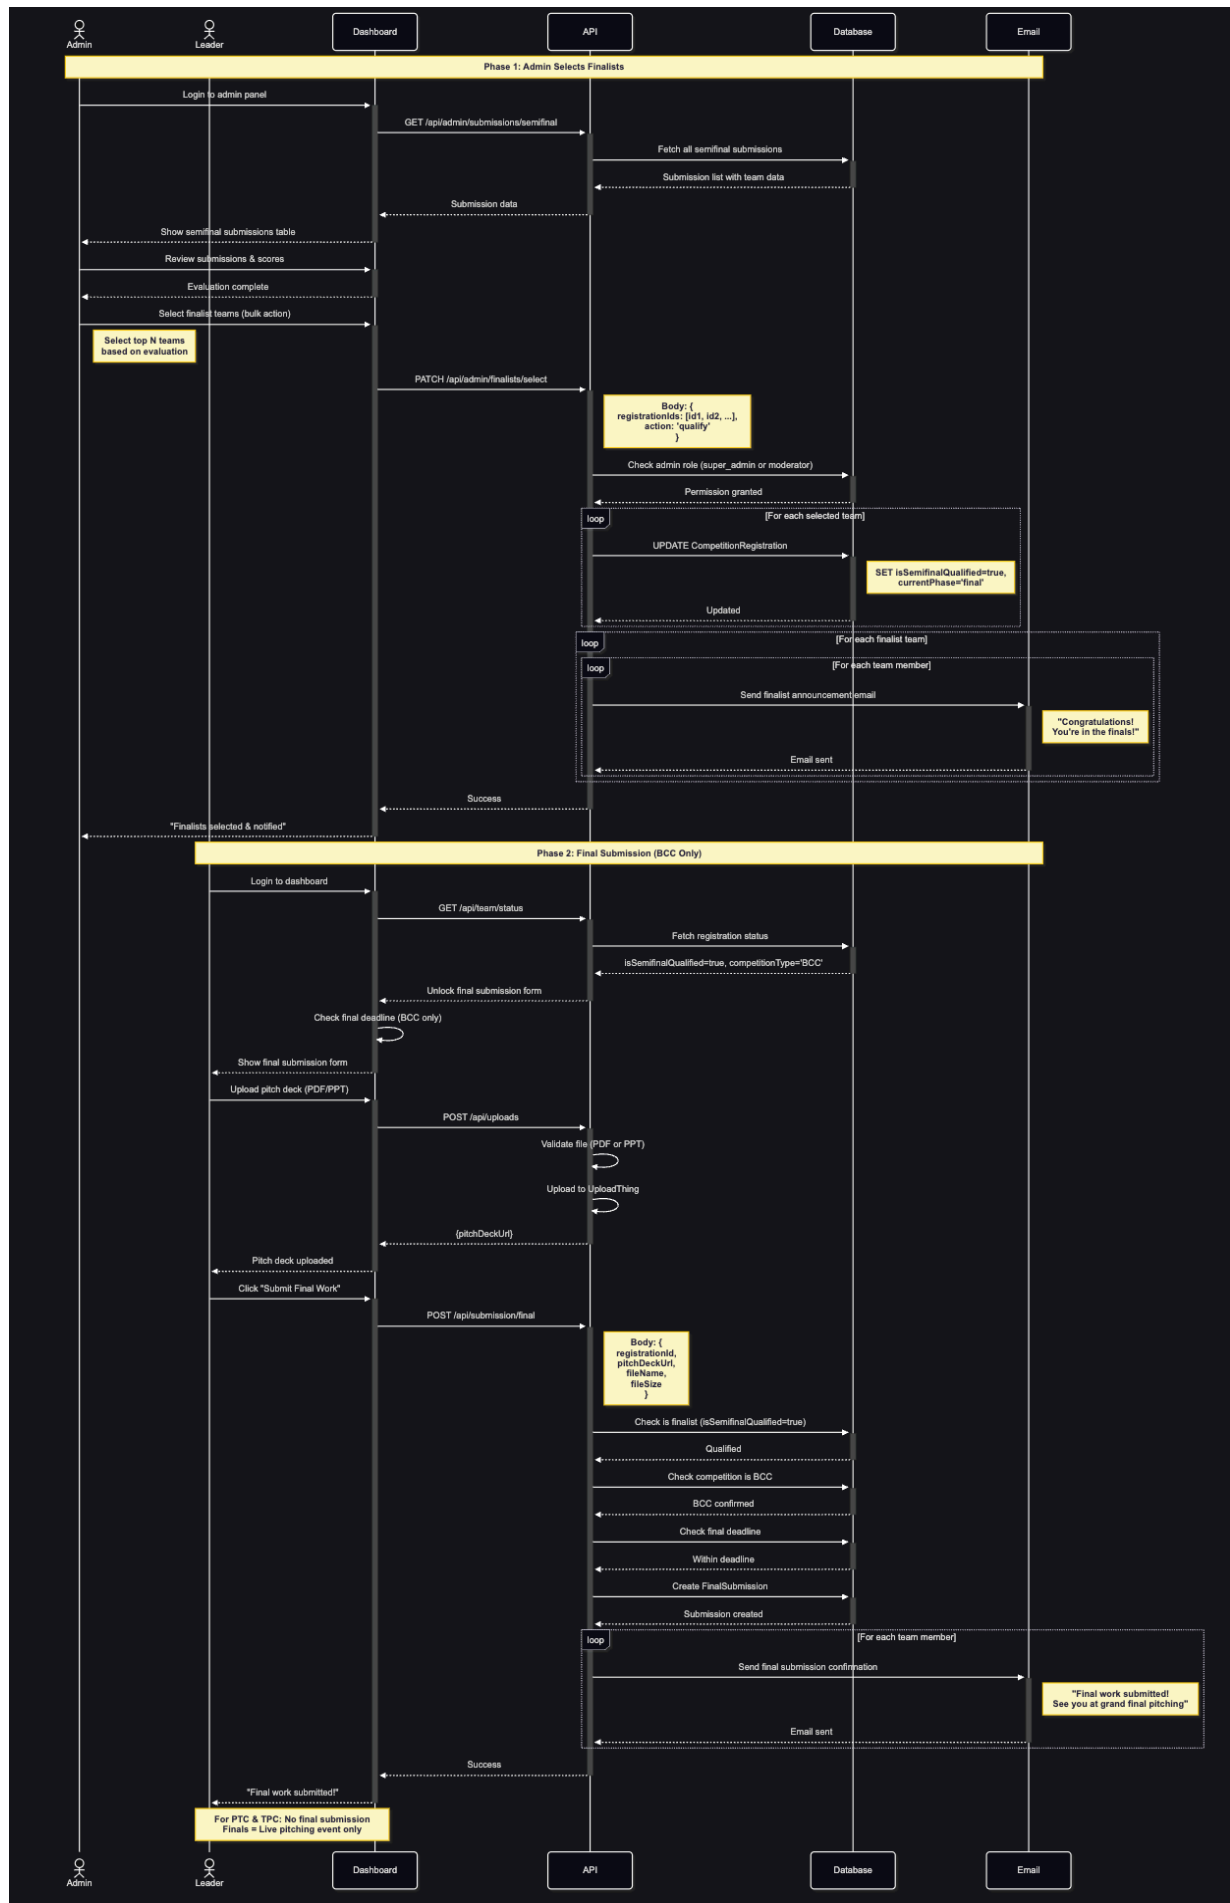 Admin
Leader
Dashboard
API
Database
Email
Phase 1: Admin Selects Finalists
Login to admin panel
GET /api/admin/submissions/semifinal
Fetch all semifinal submissions
Submission list with team data
Submission data
Show semifinal submissions table
Review submissions & scores
Evaluation complete
Select finalist teams (bulk action)
Select top N teams
based on evaluation
PATCH /api/admin/finalists/select
Body: {
registrationIds: [id1, id2, ...],
action: 'qualify'
}
Check admin role (super_admin or moderator)
Permission granted
loop
[For each selected team]
UPDATE CompetitionRegistration
SET isSemifinalQualified=true,
currentPhase='final'
Updated
loop
[For each finalist team]
loop
[For each team member]
Send finalist announcement email
"Congratulations!
You're in the finals!"
Email sent
Success
"Finalists selected & notified"
Phase 2: Final Submission (BCC Only)
Login to dashboard
GET /api/team/status
Fetch registration status
isSemifinalQualified=true, competitionType='BCC'
Unlock final submission form
Check final deadline (BCC only)
Show final submission form
Upload pitch deck (PDF/PPT)
POST /api/uploads
Validate file (PDF or PPT)
Upload to UploadThing
{pitchDeckUrl}
Pitch deck uploaded
Click "Submit Final Work"
POST /api/submission/final
Body: {
registrationId,
pitchDeckUrl,
fileName,
fileSize
}
Check is finalist (isSemifinalQualified=true)
Qualified
Check competition is BCC
BCC confirmed
Check final deadline
Within deadline
Create FinalSubmission
Submission created
loop
[For each team member]
Send final submission confirmation
"Final work submitted!
See you at grand final pitching"
Email sent
Success
"Final work submitted!"
For PTC & TPC: No final submission
Finals = Live pitching event only
Admin
Leader
Dashboard
API
Database
Email